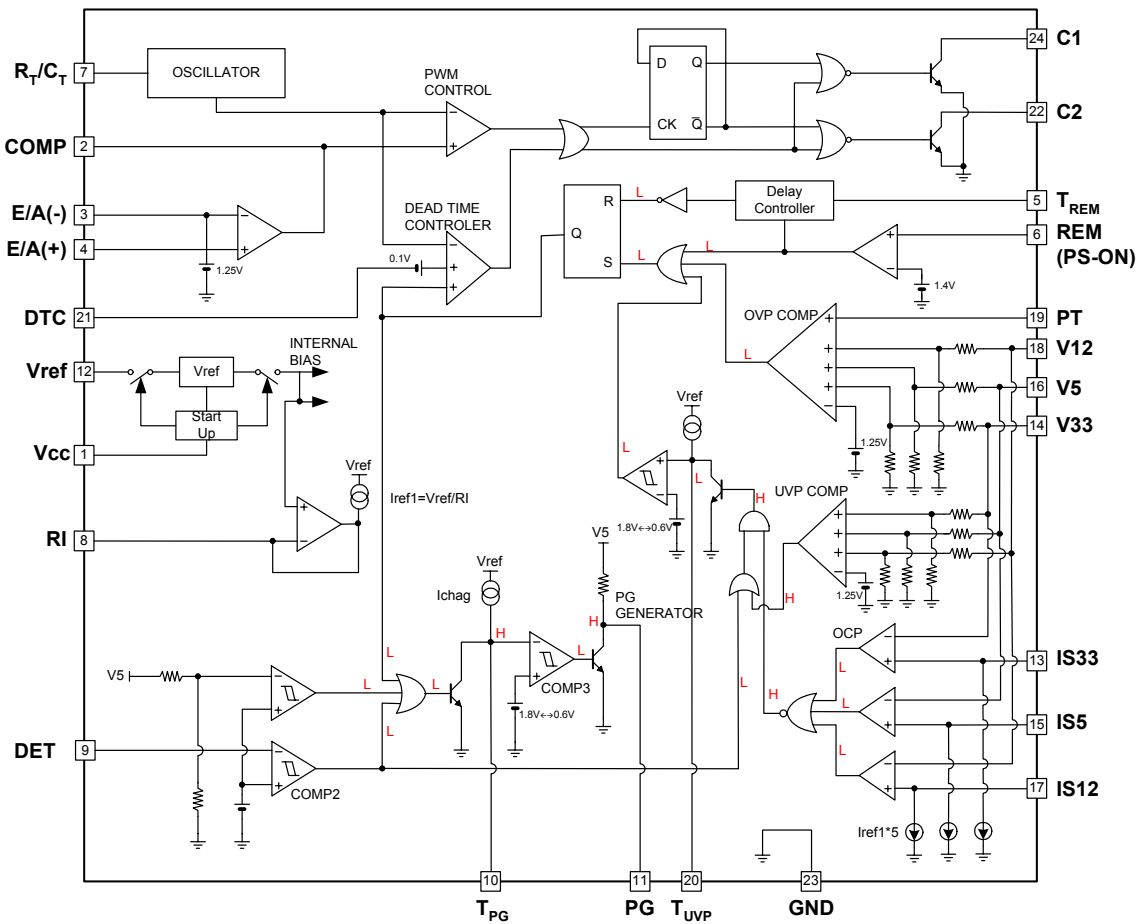 24 C1
R_T/C_T 7 OSCILLATOR
D Q
PWM
CONTROL
CK Q̅
22 C2
COMP 2
E/A(-) 3
E/A(+) 4
1.25V
DEAD TIME
CONTROLER
0.1V
R L
Q
S L
Delay
Controller
5 T_REM
6 REM
(PS-ON)
L
1.4V
DTC 21
OVP COMP
19 PT
18 V12
16 V5
14 V33
L
1.25V
INTERNAL
BIAS
Vref 12
Vref
Start
Up
Vcc 1
Vref
Iref1=Vref/RI
RI 8
Vref
L
L
H
1.8V↔0.6V
UVP COMP
1.25V
H
V5
PG
GENERATOR
Vref
Ichag
H
H
L
COMP3
1.8V↔0.6V
V5
L
L
L
L
DET 9
COMP2
L
H
OCP
L
L
L
13 IS33
15 IS5
17 IS12
Iref1*5
10 11 20 23
T_PG PG T_UVP GND